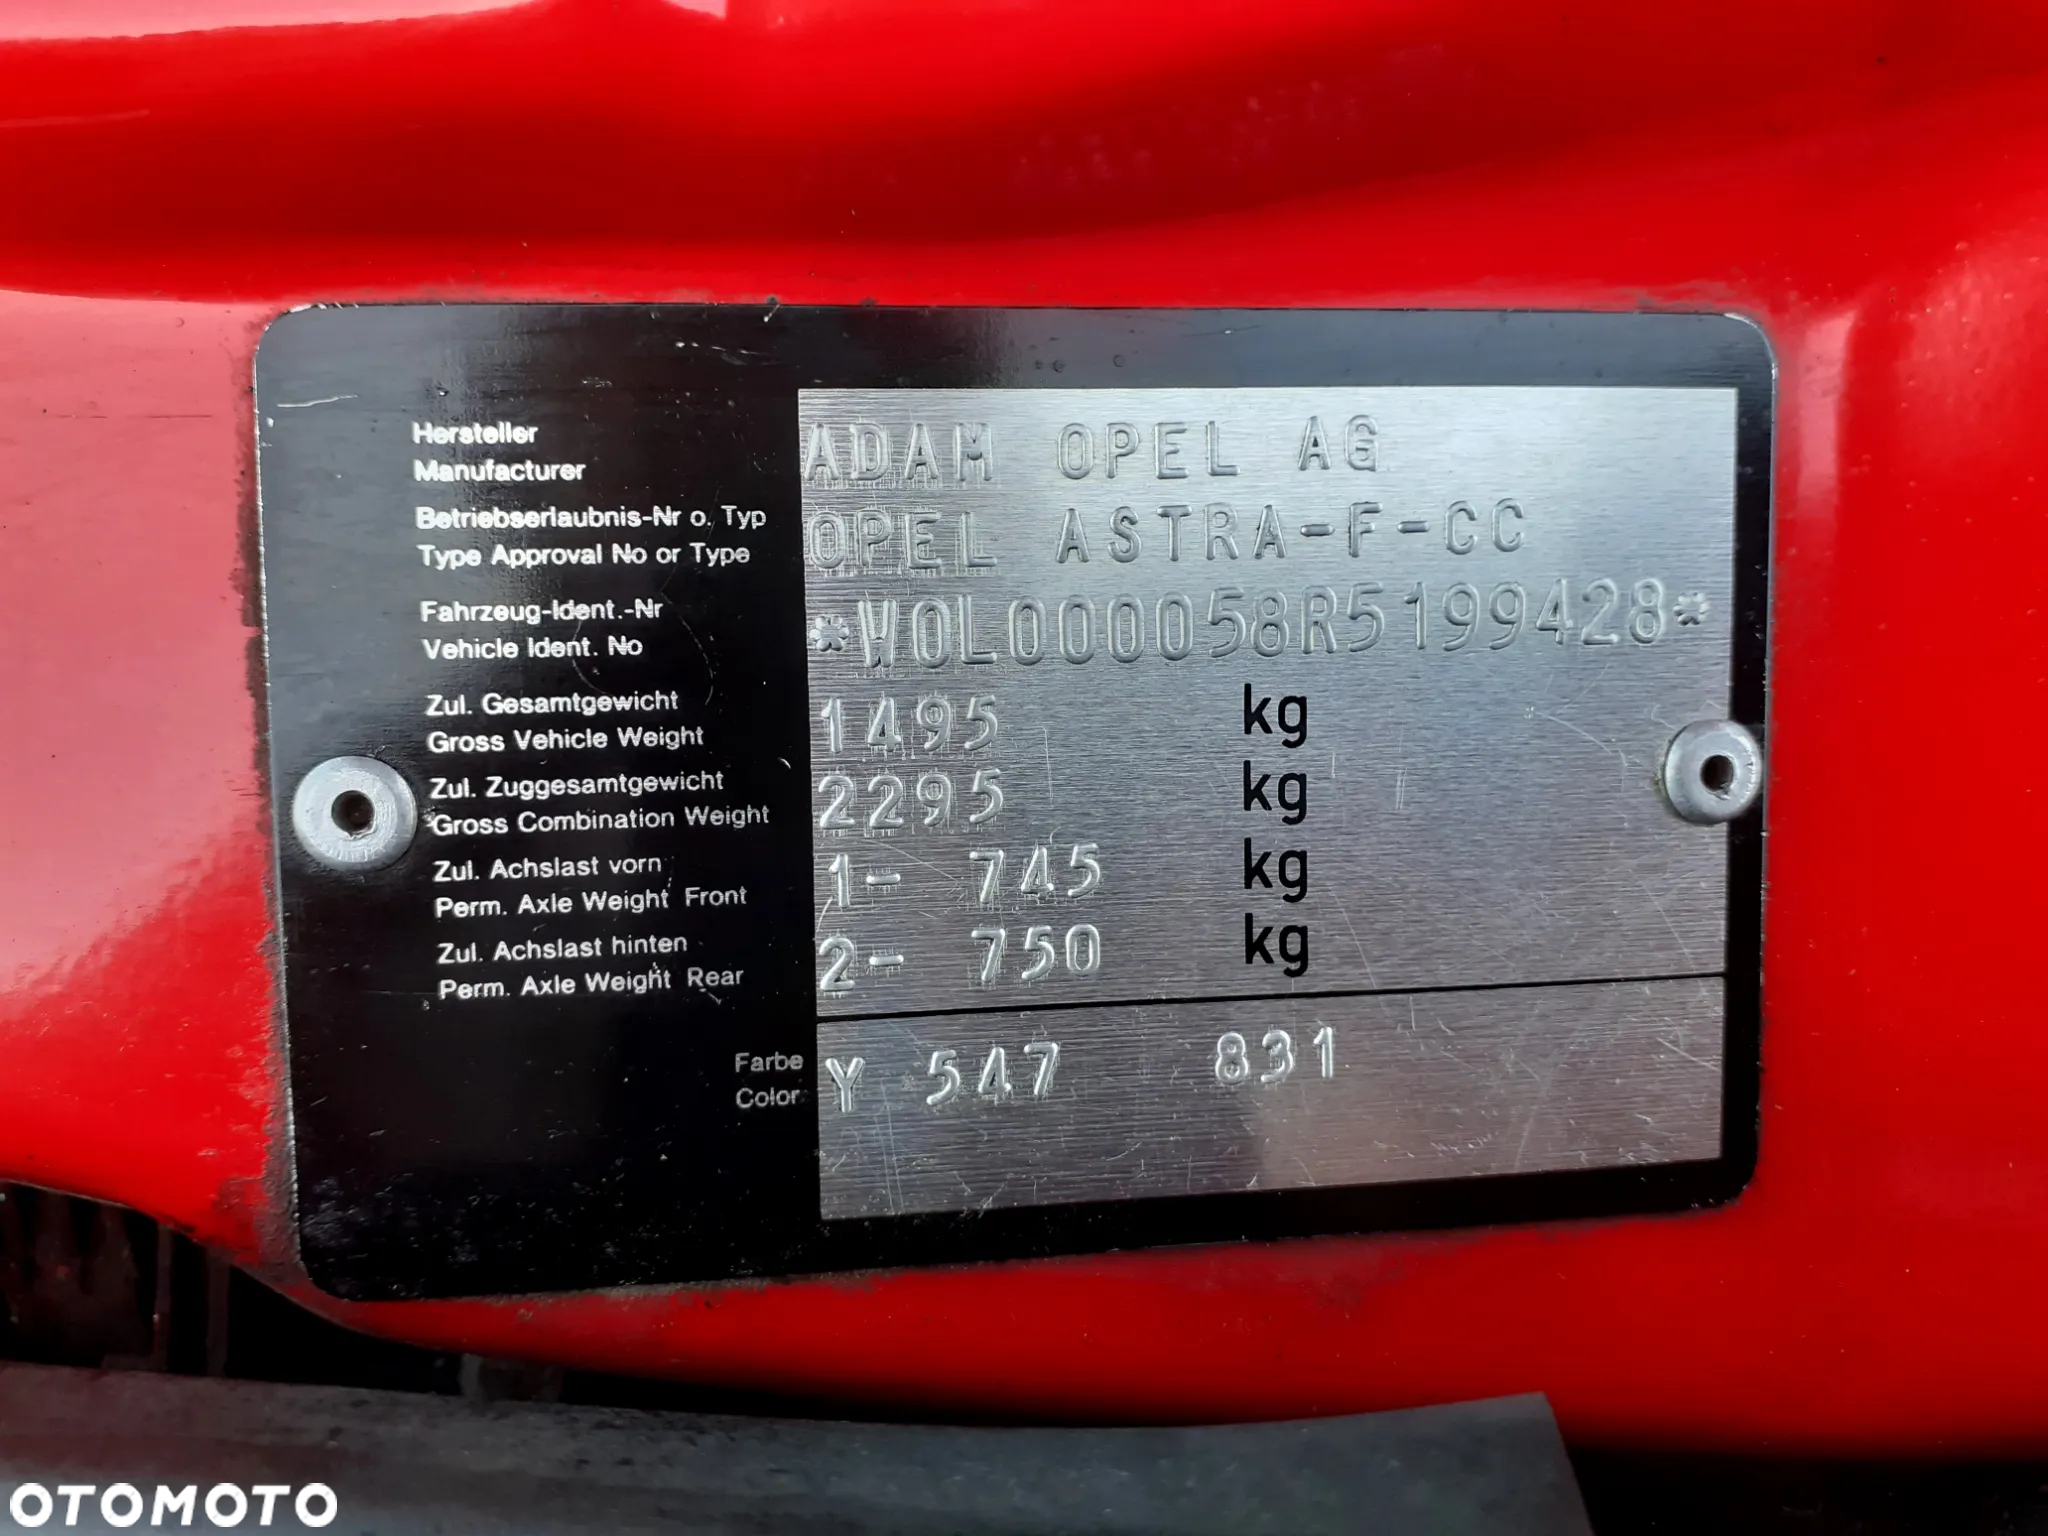 Hersteller
Manufacturer
ADAM OPEL AG
Betriebserlaubnis-Nr o. Typ
Type Approval No or Type
OPEL ASTRA-F-CC
Fahrzeug-Ident.-Nr
Vehicle Ident. No
*W0L000058R5199428*
Zul. Gesamtgewicht
Gross Vehicle Weight
1495 kg
Zul. Zuggesamtgewicht
Gross Combination Weight
2295 kg
Zul. Achslast vorn
Perm. Axle Weight Front
1- 745 kg
Zul. Achslast hinten
Perm. Axle Weight Rear
2- 750 kg
Farbe
Color
Y 547 831
OTOMOTO